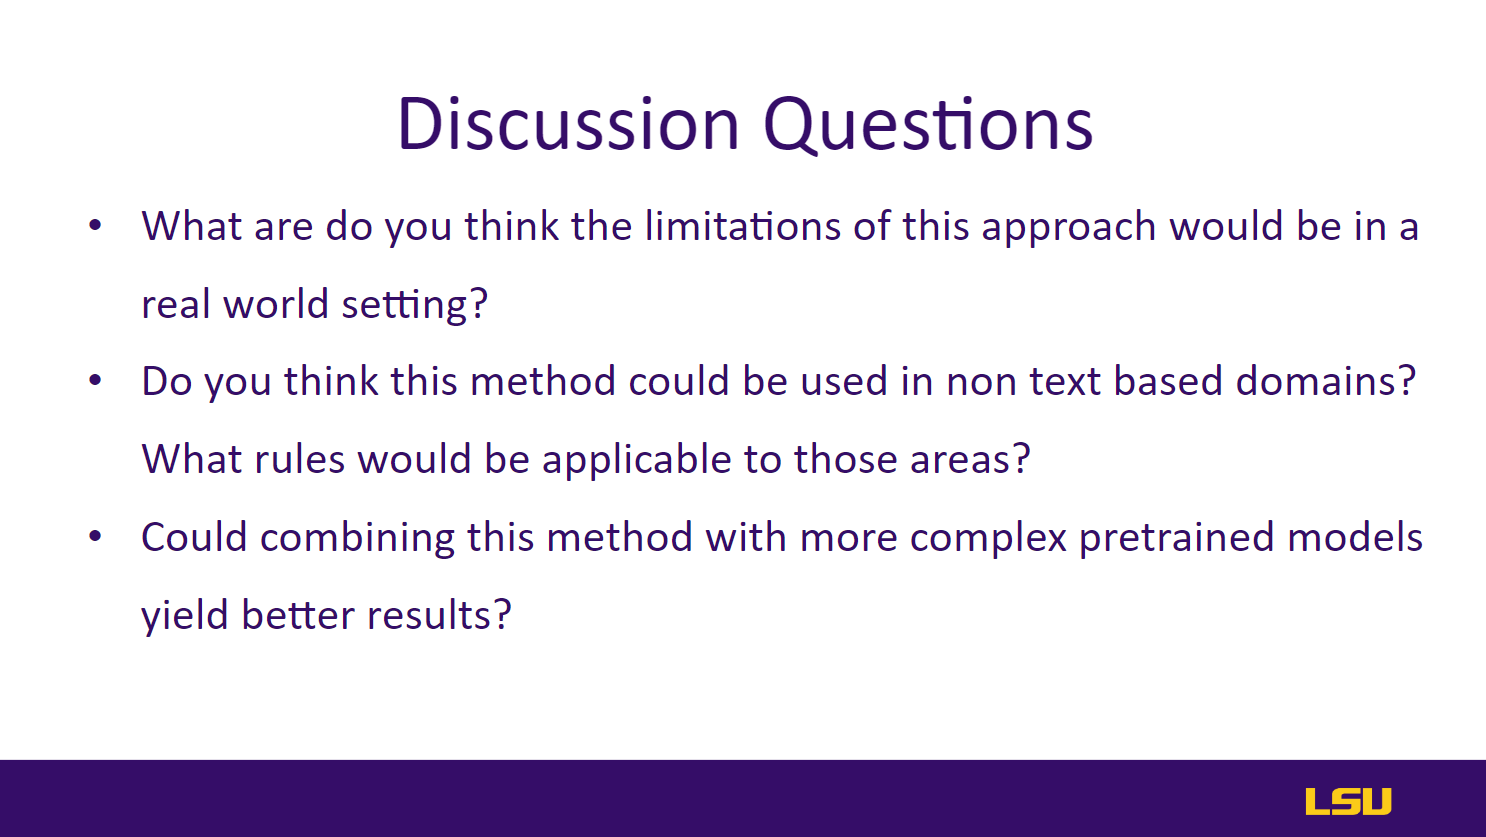 Discussion Questions
• What are do you think the limitations of this approach would be in a
real world setting?
• Do you think this method could be used in non text based domains?
What rules would be applicable to those areas?
• Could combining this method with more complex pretrained models
yield better results?
LSU